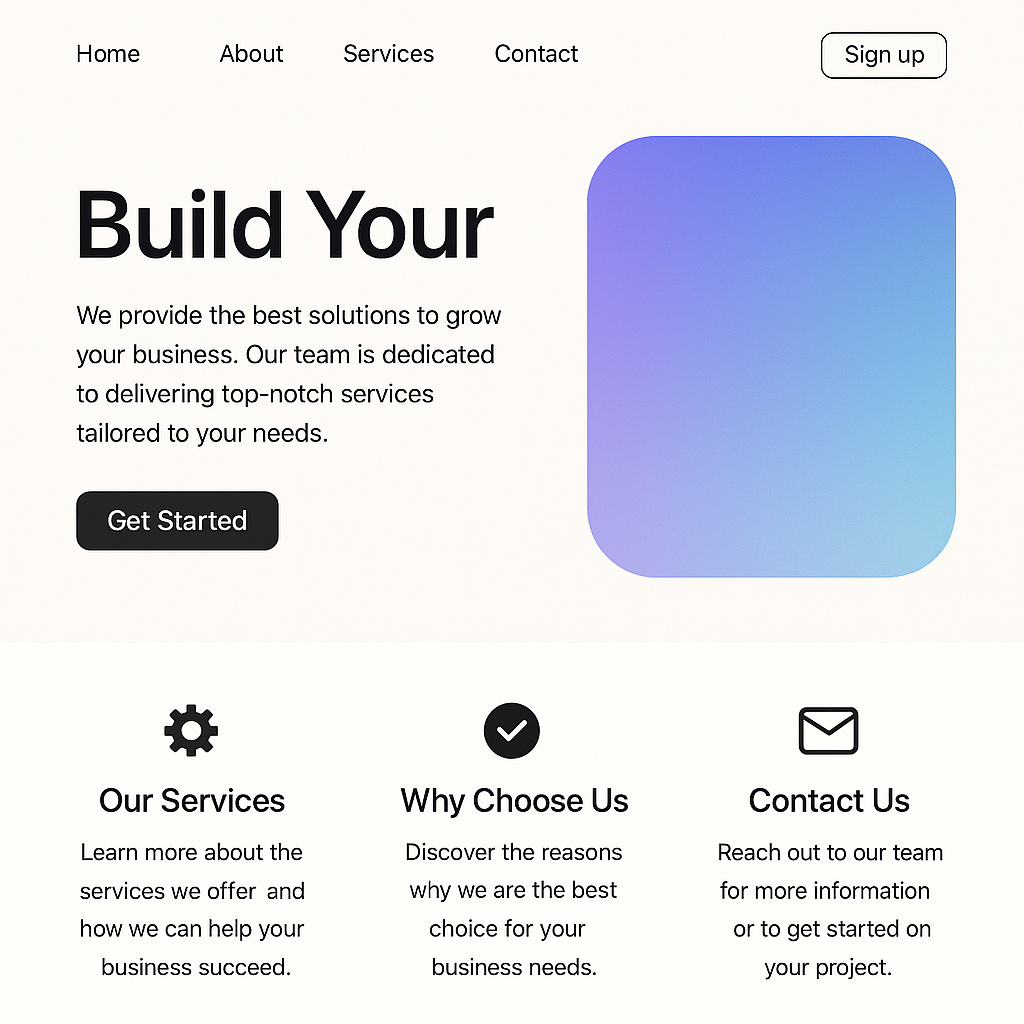 Home About Services Contact Sign up
Build Your
We provide the best solutions to grow
your business. Our team is dedicated
to delivering top-notch services
tailored to your needs.
Get Started
Our Services
Learn more about the
services we offer and
how we can help your
business succeed.
Why Choose Us
Discover the reasons
why we are the best
choice for your
business needs.
Contact Us
Reach out to our team
for more information
or to get started on
your project.